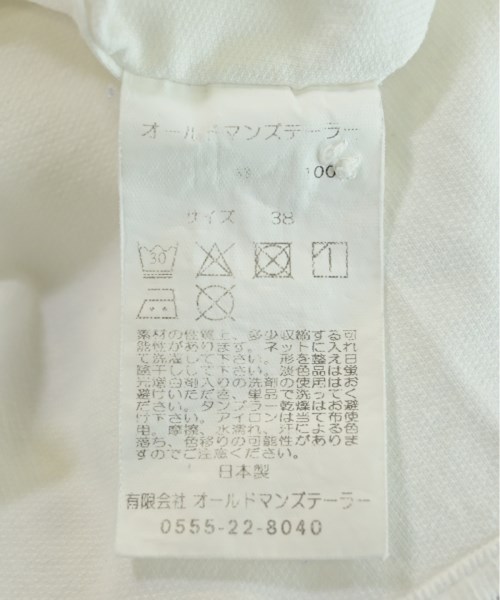 オールドマンズテーラー
100
サイズ 38
30
1
素材の性質上、多少収縮する可
能性があります。ネットに入れ
て洗濯して下さい。形を整え日
陰干しして下さい。淡色品は蛍
光増白剤入りの洗剤の使用はお
避けいただき、単品で洗ってく
ださい。タンブラー乾燥はお避
け下さい。アイロンは当て布使
用。摩擦、水濡れ、汗による色
落ち、色移りの可能性がありま
すのでご注意ください。
日本製
有限会社 オールドマンズテーラー
0555-22-8040